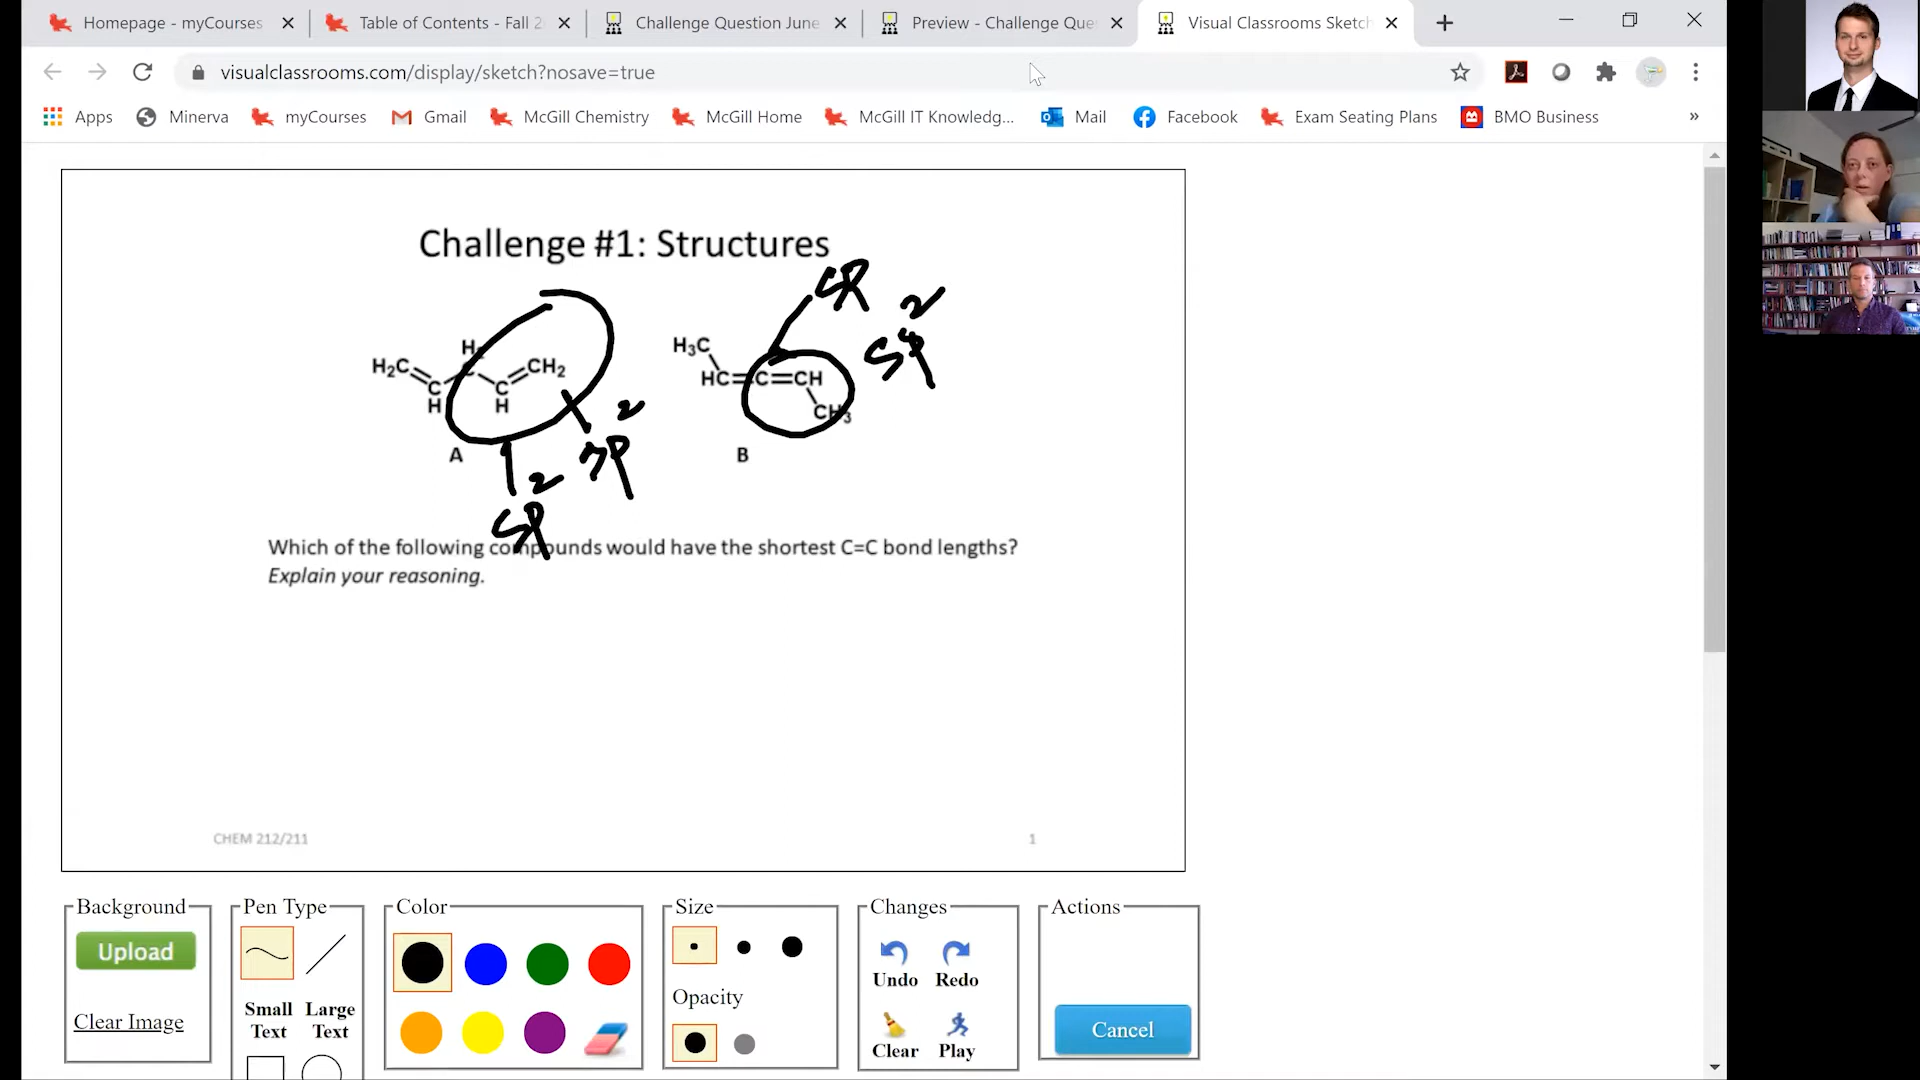 Homepage - myCourses
Table of Contents - Fall 2
Challenge Question June
Preview - Challenge Que
Visual Classrooms Sketch
visualclassrooms.com/display/sketch?nosave=true
Apps
Minerva
myCourses
Gmail
McGill Chemistry
McGill Home
McGill IT Knowledg...
Mail
Facebook
Exam Seating Plans
BMO Business
»
Challenge #1: Structures
SP
2
SP
H₂C
C
H
C
H
CH₂
2
SP
2
SP
A
H₃C
HC=C=CH
CH₃
B
Which of the following compounds would have the shortest C=C bond lengths?
Explain your reasoning.
CHEM 212/211
1
Background
Upload
Clear Image
Pen Type
Small Text
Large Text
Color
Size
Opacity
Changes
Undo
Redo
Clear
Play
Actions
Cancel